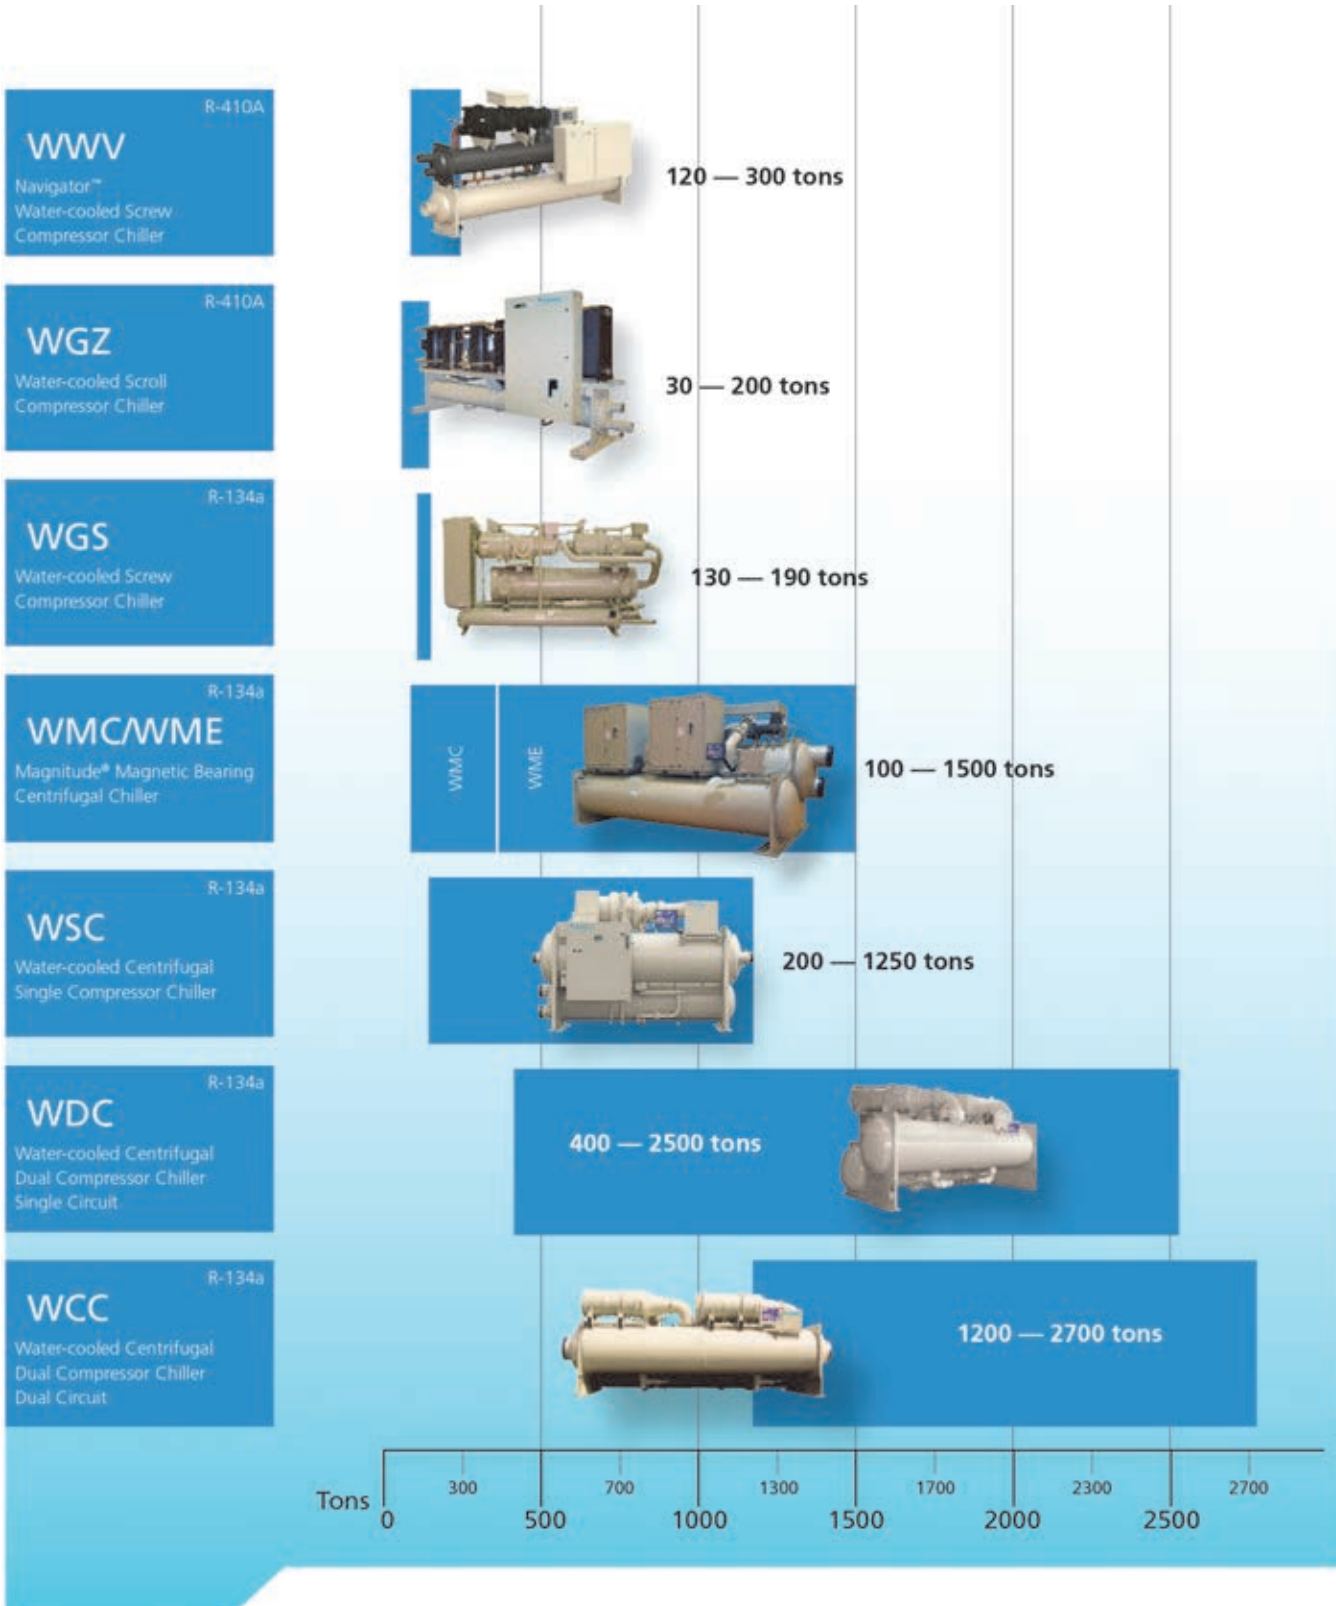 R-410A
WWV
Navigator™
Water-cooled Screw
Compressor Chiller
120 — 300 tons
R-410A
WGZ
Water-cooled Scroll
Compressor Chiller
30 — 200 tons
R-134a
WGS
Water-cooled Screw
Compressor Chiller
130 — 190 tons
R-134a
WMC/WME
Magnitude® Magnetic Bearing
Centrifugal Chiller
WMC
WME
100 — 1500 tons
R-134a
WSC
Water-cooled Centrifugal
Single Compressor Chiller
200 — 1250 tons
R-134a
WDC
Water-cooled Centrifugal
Dual Compressor Chiller
Single Circuit
400 — 2500 tons
R-134a
WCC
Water-cooled Centrifugal
Dual Compressor Chiller
Dual Circuit
1200 — 2700 tons
300 700 1300 1700 2300 2700
Tons
0 500 1000 1500 2000 2500